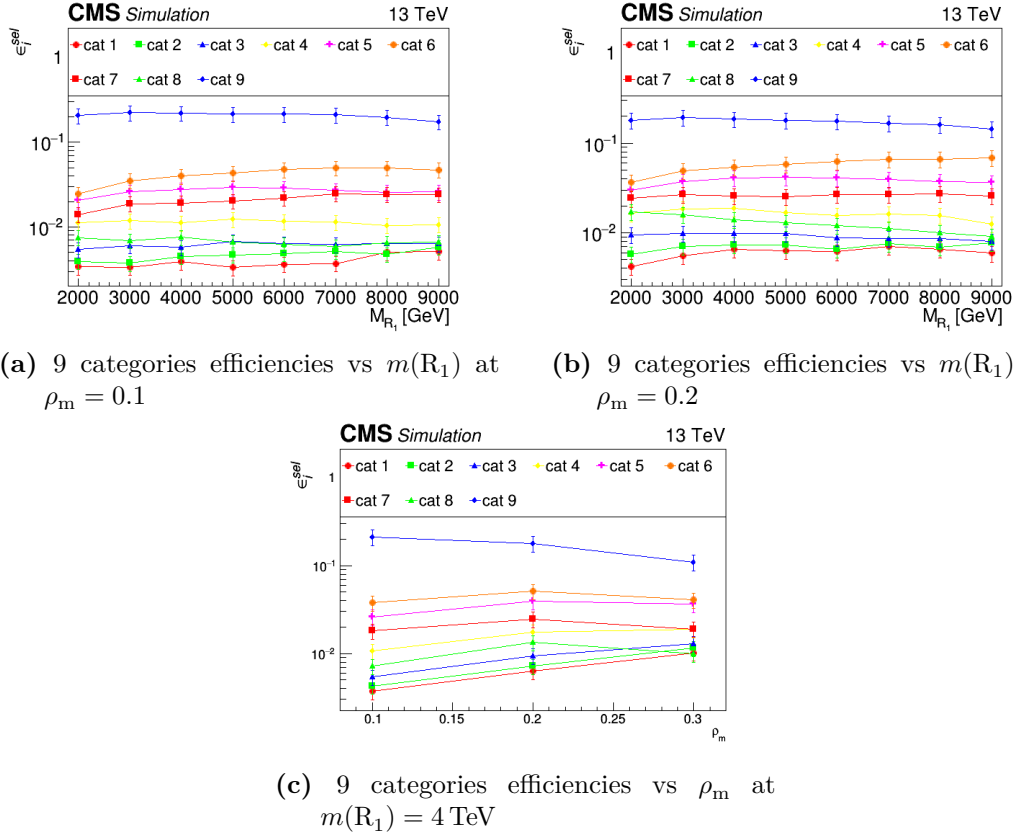 CMS Simulation 13 TeV
ϵ_i^sel
cat 1 cat 2 cat 3 cat 4 cat 5 cat 6
cat 7 cat 8 cat 9
1
10⁻¹
10⁻²
2000 3000 4000 5000 6000 7000 8000 9000
M_R₁ [GeV]
(a) 9 categories efficiencies vs m(R₁) at
ρₘ = 0.1
CMS Simulation 13 TeV
ϵ_i^sel
cat 1 cat 2 cat 3 cat 4 cat 5 cat 6
cat 7 cat 8 cat 9
1
10⁻¹
10⁻²
2000 3000 4000 5000 6000 7000 8000 9000
M_R₁ [GeV]
(b) 9 categories efficiencies vs m(R₁)
ρₘ = 0.2
CMS Simulation 13 TeV
ϵ_i^sel
cat 1 cat 2 cat 3 cat 4 cat 5 cat 6
cat 7 cat 8 cat 9
1
10⁻¹
10⁻²
0.1 0.15 0.2 0.25 0.3
ρₘ
(c) 9 categories efficiencies vs ρₘ at
m(R₁) = 4 TeV